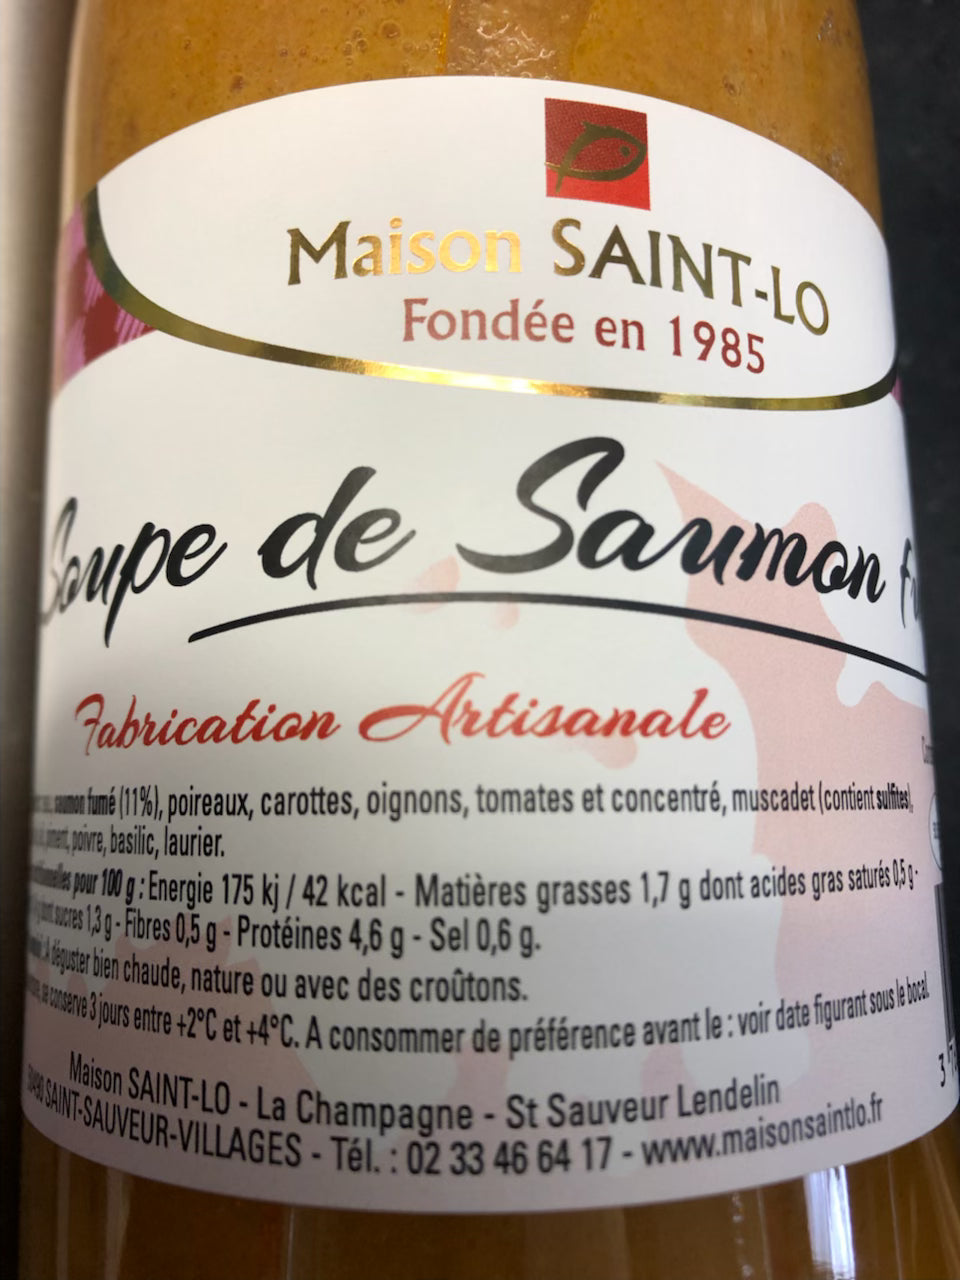 Maison SAINT-LO
Fondée en 1985
Soupe de Saumon
Fabrication Artisanale
saumon fumé (11%), poireaux, carottes, oignons, tomates et concentré, muscadet (contient sulfites),
piment, poivre, basilic, laurier.
pour 100 g : Energie 175 kj / 42 kcal - Matières grasses 1,7 g dont acides gras saturés 0,5 g -
dont sucres 1,3 g - Fibres 0,5 g - Protéines 4,6 g - Sel 0,6 g.
A déguster bien chaude, nature ou avec des croûtons.
se conserve 3 jours entre +2°C et +4°C. A consommer de préférence avant le : voir date figurant sous le bocal.
Maison SAINT-LO - La Champagne - St Sauveur Lendelin
50490 SAINT-SAUVEUR-VILLAGES - Tél. : 02 33 46 64 17 - www.maisonsaintlo.fr
3